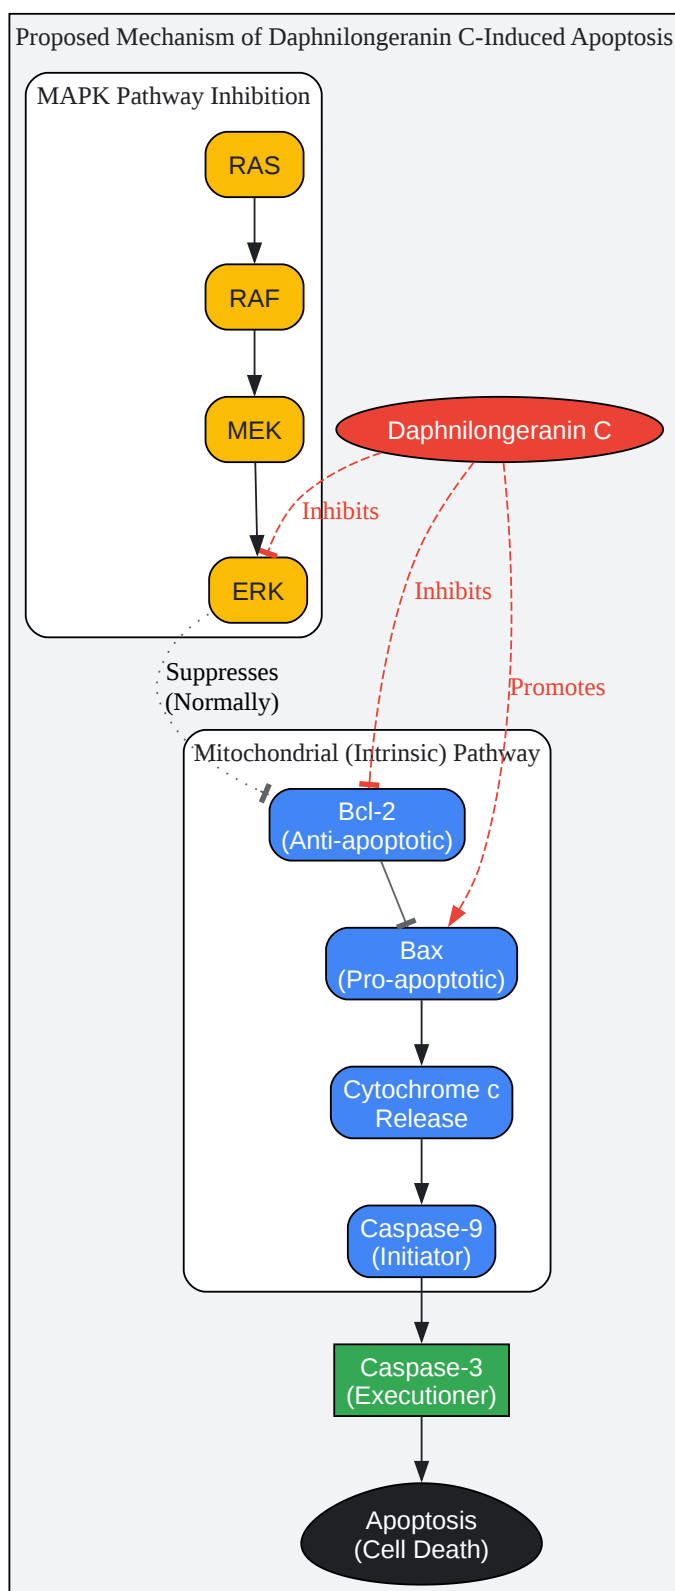 Proposed Mechanism of Daphnilongeranin C-Induced Apoptosis
MAPK Pathway Inhibition
RAS
RAF
MEK
Daphnilongeranin C
Inhibits
ERK
Inhibits
Suppresses
(Normally)
Promotes
Mitochondrial (Intrinsic) Pathway
Bcl-2
(Anti-apoptotic)
Bax
(Pro-apoptotic)
Cytochrome c
Release
Caspase-9
(Initiator)
Caspase-3
(Executioner)
Apoptosis
(Cell Death)